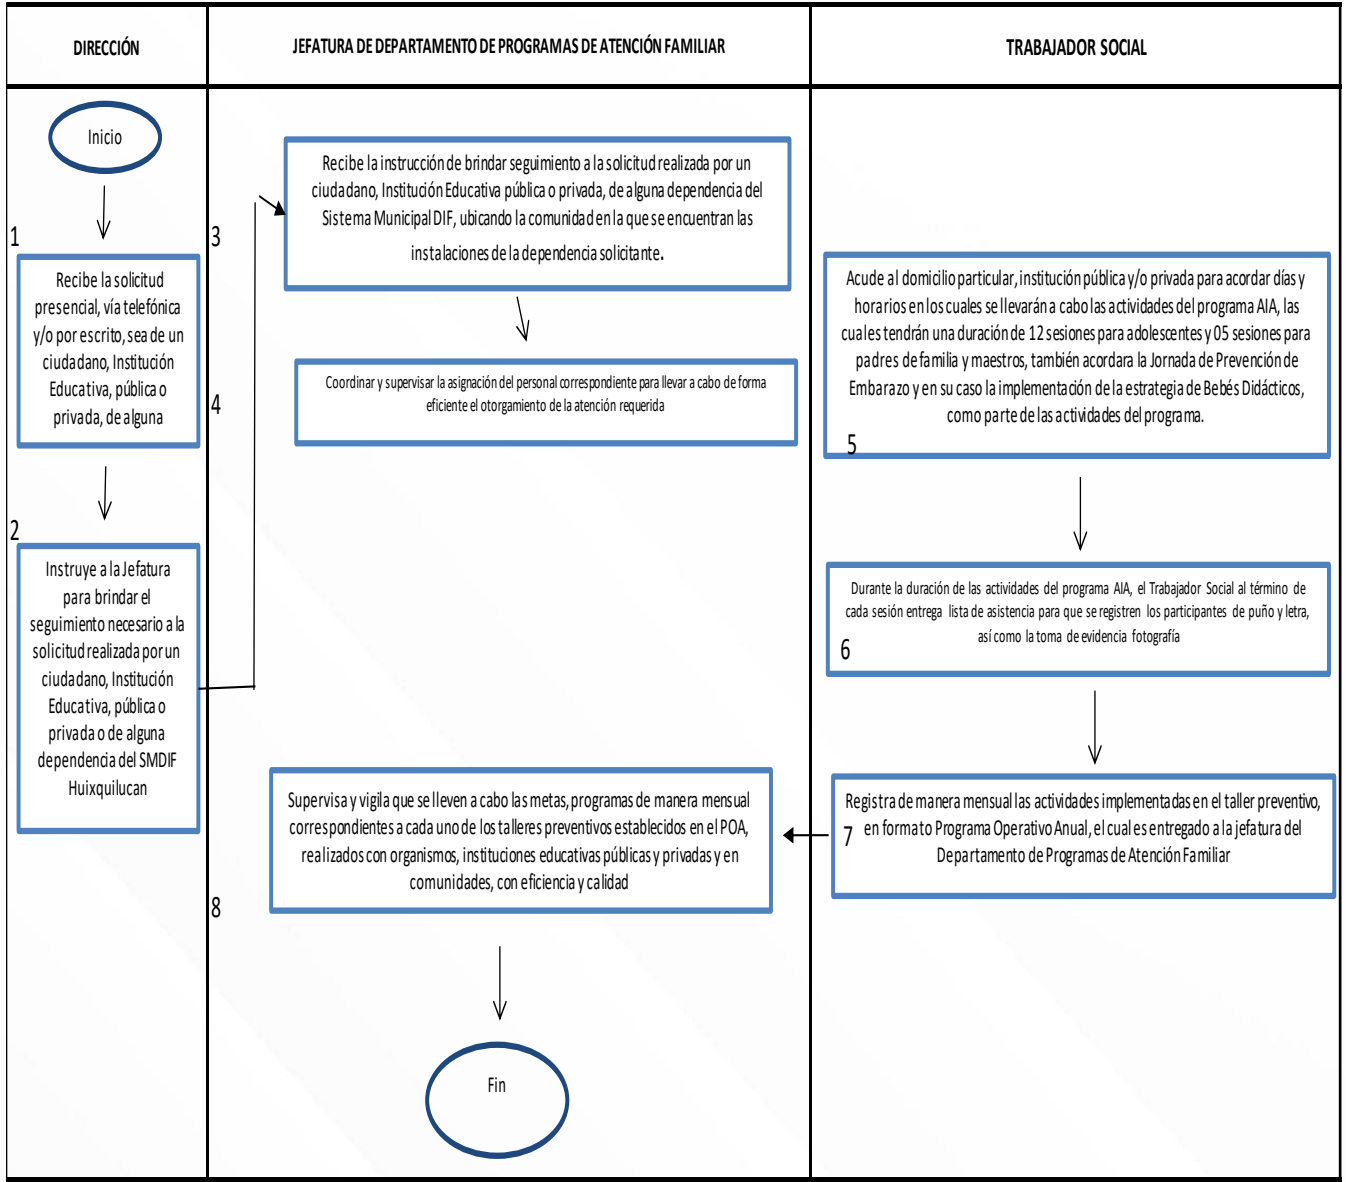 DIRECCIÓN
JEFATURA DE DEPARTAMENTO DE PROGRAMAS DE ATENCIÓN FAMILIAR
TRABAJADOR SOCIAL
Inicio
1
Recibe la solicitud
presencial, vía telefónica
y/o por escrito, sea de un
ciudadano, Institución
Educativa, pública o
privada, de alguna
2
Instruye a la Jefatura
para brindar el
seguimiento necesario a la
solicitud realizada por un
ciudadano, Institución
Educativa, pública o
privada o de alguna
dependencia del SMDIF
Huixquilucan
3
Recibe la instrucción de brindar seguimiento a la solicitud realizada por un
ciudadano, Institución Educativa pública o privada, de alguna dependencia del
Sistema Municipal DIF, ubicando la comunidad en la que se encuentran las
instalaciones de la dependencia solicitante.
4
Coordinar y supervisar la asignación del personal correspondiente para llevar a cabo de forma
eficiente el otorgamiento de la atención requerida
Acude al domicilio particular, institución pública y/o privada para acordar días y
horarios en los cuales se llevarán a cabo las actividades del programa AIA, las
cuales tendrán una duración de 12 sesiones para adolescentes y 05 sesiones para
padres de familia y maestros, también acordara la Jornada de Prevención de
Embarazo y en su caso la implementación de la estrategia de Bebés Didácticos,
como parte de las actividades del programa.
5
Durante la duración de las actividades del programa AIA, el Trabajador Social al término de
cada sesión entrega lista de asistencia para que se registren los participantes de puño y letra,
así como la toma de evidencia fotografía
6
Registra de manera mensual las actividades implementadas en el taller preventivo,
7 en formato Programa Operativo Anual, el cual es entregado a la jefatura del
Departamento de Programas de Atención Familiar
Supervisa y vigila que se lleven a cabo las metas, programas de manera mensual
correspondientes a cada uno de los talleres preventivos establecidos en el POA,
realizados con organismos, instituciones educativas públicas y privadas y en
comunidades, con eficiencia y calidad
8
Fin